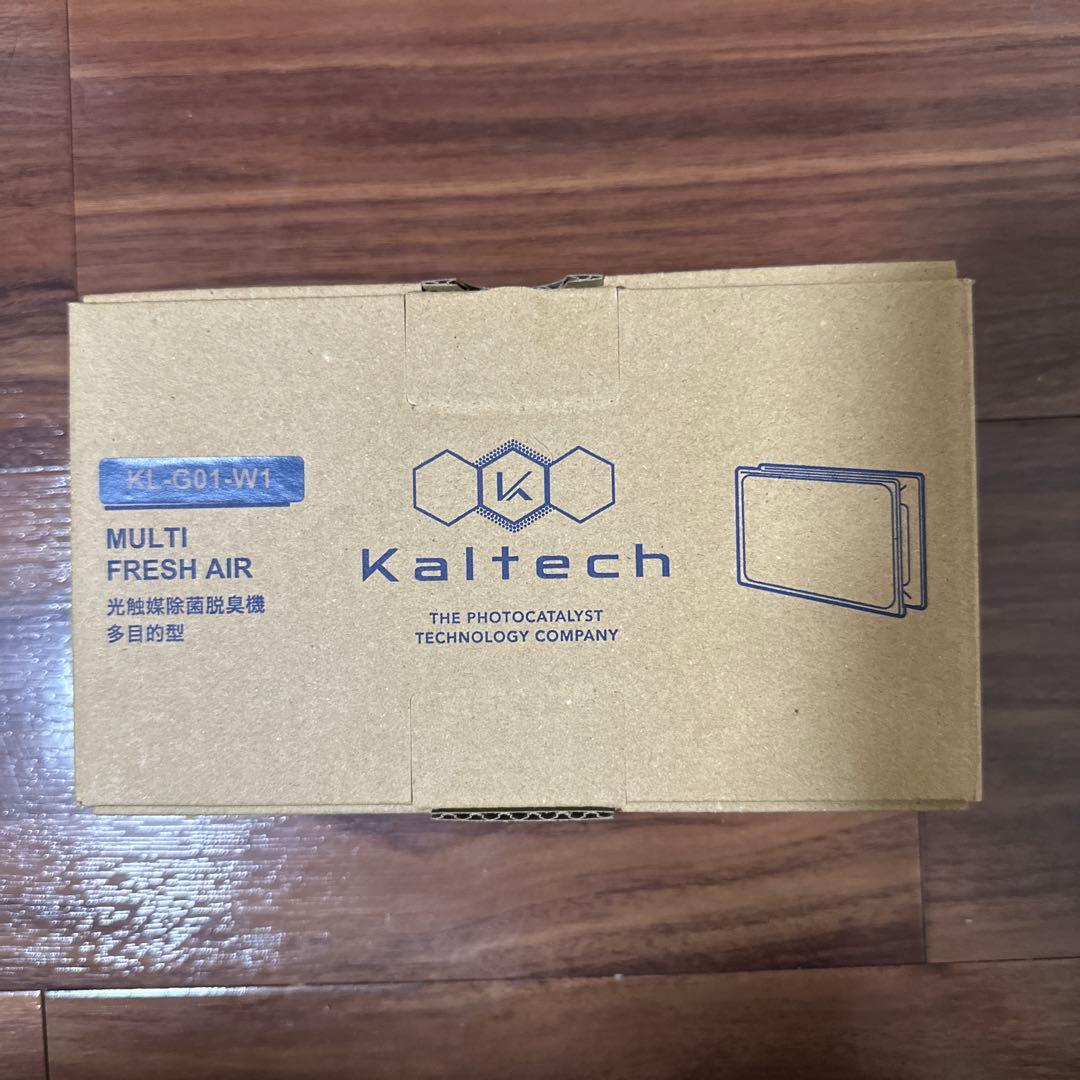 KL-G01-W1
MULTI
FRESH AIR
光触媒除菌脱臭機
多目的型
K
Kaltech
THE PHOTOCATALYST
TECHNOLOGY COMPANY